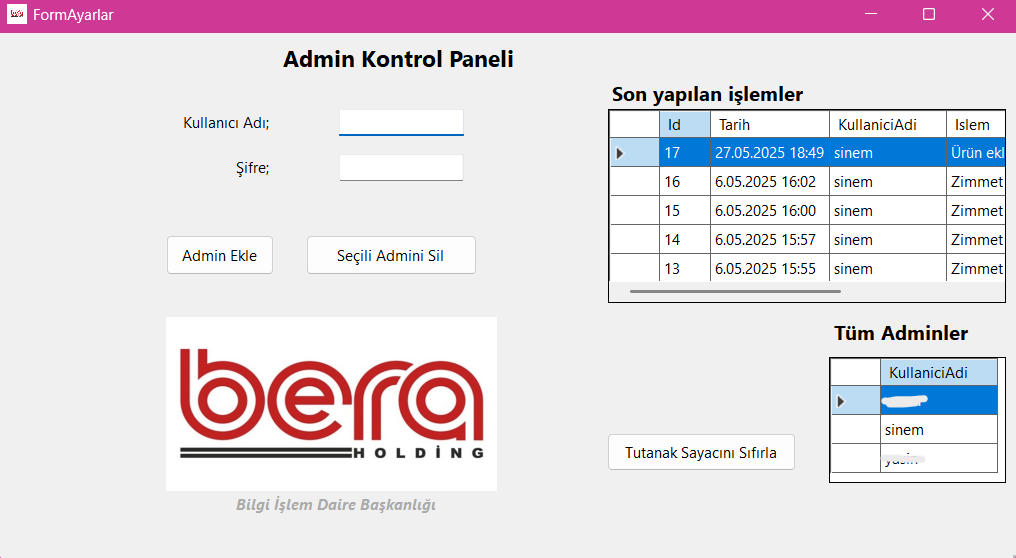 FormAyarlar
Admin Kontrol Paneli
Kullanıcı Adı;
Şifre;
Admin Ekle
Seçili Admini Sil
bera
HOLDİNG
Bilgi İşlem Daire Başkanlığı
Son yapılan işlemler
Id Tarih KullaniciAdi Islem
17 27.05.2025 18:49 sinem Ürün ekl
16 6.05.2025 16:02 sinem Zimmet
15 6.05.2025 16:00 sinem Zimmet
14 6.05.2025 15:57 sinem Zimmet
13 6.05.2025 15:55 sinem Zimmet
Tüm Adminler
KullaniciAdi
sinem
Tutanak Sayacını Sıfırla